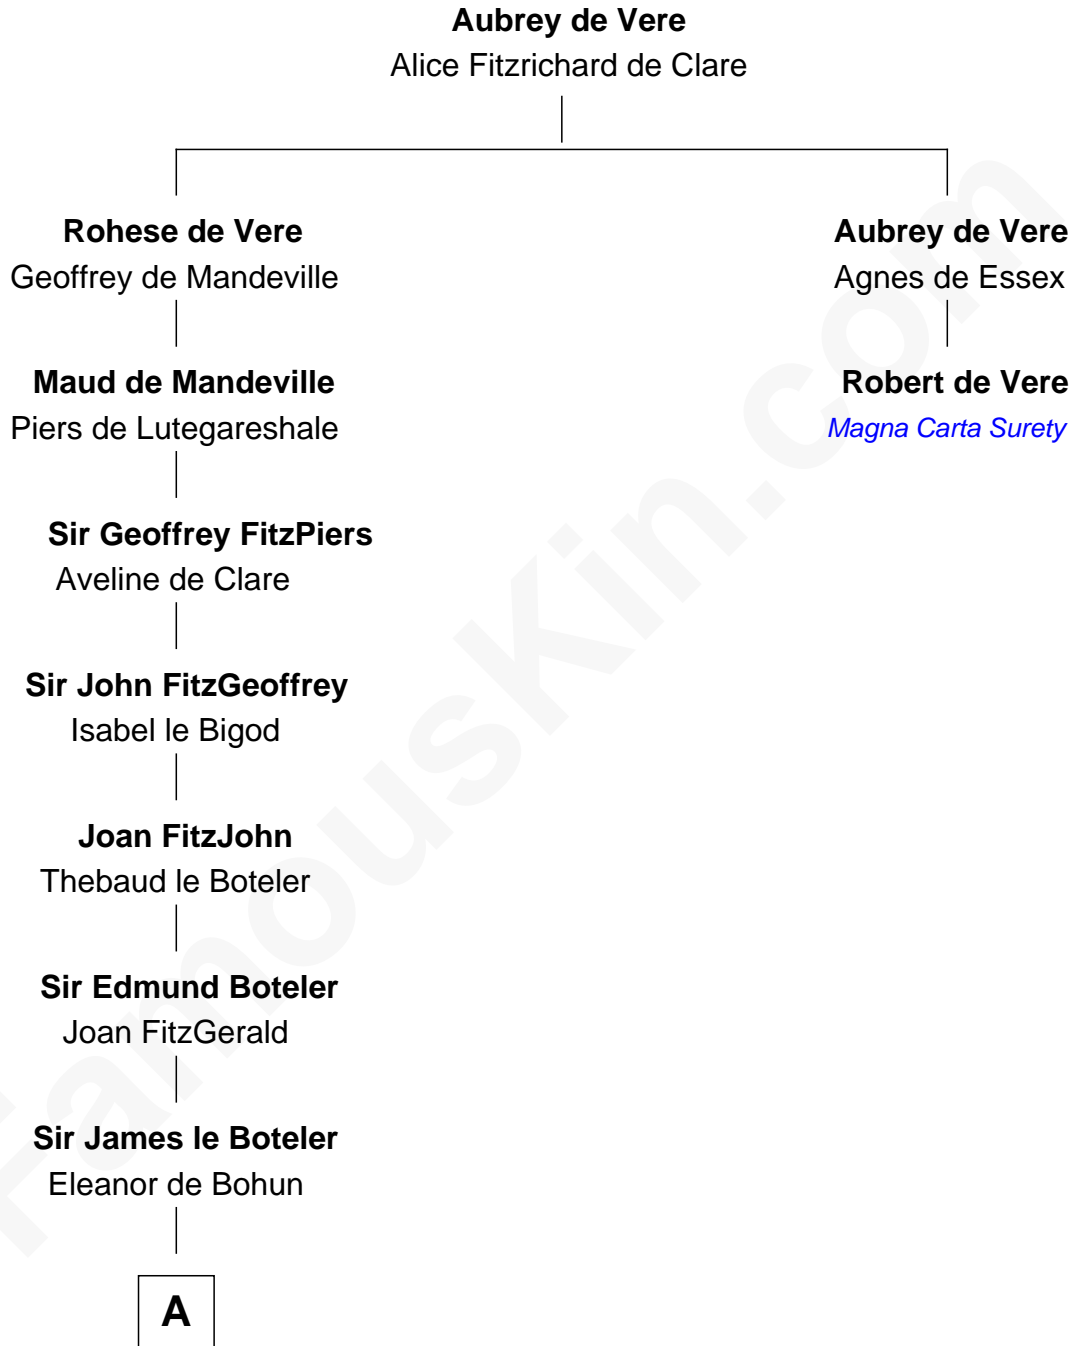 Aubrey de Vere
Alice Fitzrichard de Clare
Rohese de Vere
Geoffrey de Mandeville
Aubrey de Vere
Agnes de Essex
Maud de Mandeville
Piers de Lutegareshale
Robert de Vere
Magna Carta Surety
Sir Geoffrey FitzPiers
Aveline de Clare
Sir John FitzGeoffrey
Isabel le Bigod
Joan FitzJohn
Thebaud le Boteler
Sir Edmund Boteler
Joan FitzGerald
Sir James le Boteler
Eleanor de Bohun
A
FamousKin.com